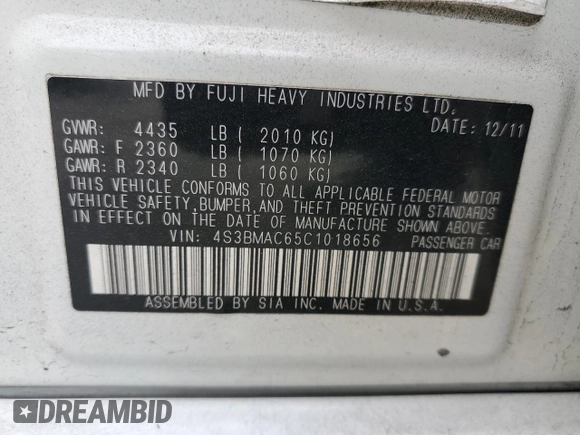 MFD BY FUJI HEAVY INDUSTRIES LTD.
DATE: 12/11
GVWR: 4435 LB ( 2010 KG)
GAWR: F 2360 LB ( 1070 KG)
GAWR: R 2340 LB ( 1060 KG)
THIS VEHICLE CONFORMS TO ALL APPLICABLE FEDERAL MOTOR
VEHICLE SAFETY, BUMPER, AND THEFT PREVENTION STANDARDS
IN EFFECT ON THE DATE OF MANUFACTURE SHOWN ABOVE.
VIN: 4S3BMAC65C1018656 PASSENGER CAR
ASSEMBLED BY SIA INC. MADE IN U.S.A.
DREAMBID